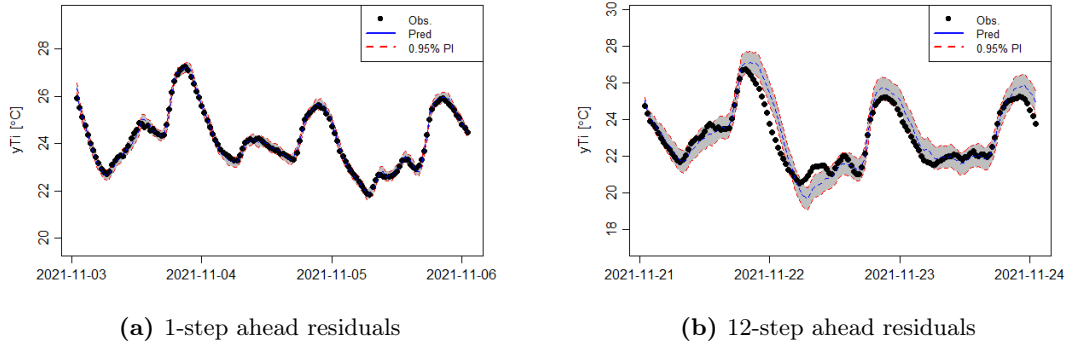 Obs.
Pred
0.95% PI
yTi [°C]
28
26
24
22
20
2021-11-03
2021-11-04
2021-11-05
2021-11-06
(a) 1-step ahead residuals
Obs.
Pred
0.95% PI
yTi [°C]
30
28
26
24
22
20
18
2021-11-21
2021-11-22
2021-11-23
2021-11-24
(b) 12-step ahead residuals